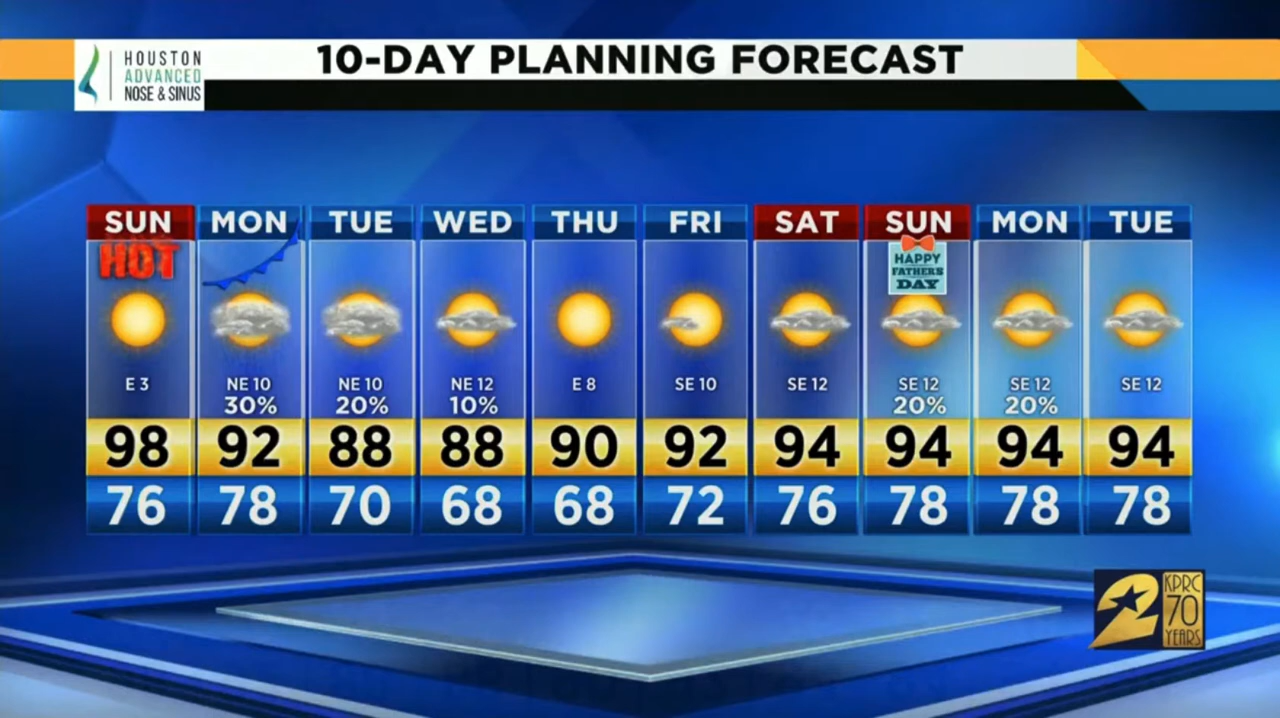 HOUSTON
ADVANCED
NOSE & SINUS
10-DAY PLANNING FORECAST
SUN MON TUE WED THU FRI SAT SUN MON TUE
HOT
HAPPY
FATHERS
DAY
E 3 NE 10 NE 10 NE 12 E 8 SE 10 SE 12 SE 12 SE 12 SE 12
30% 20% 10% 20% 20%
98 92 88 88 90 92 94 94 94 94
76 78 70 68 68 72 76 78 78 78
2
KPRC
70
YEARS